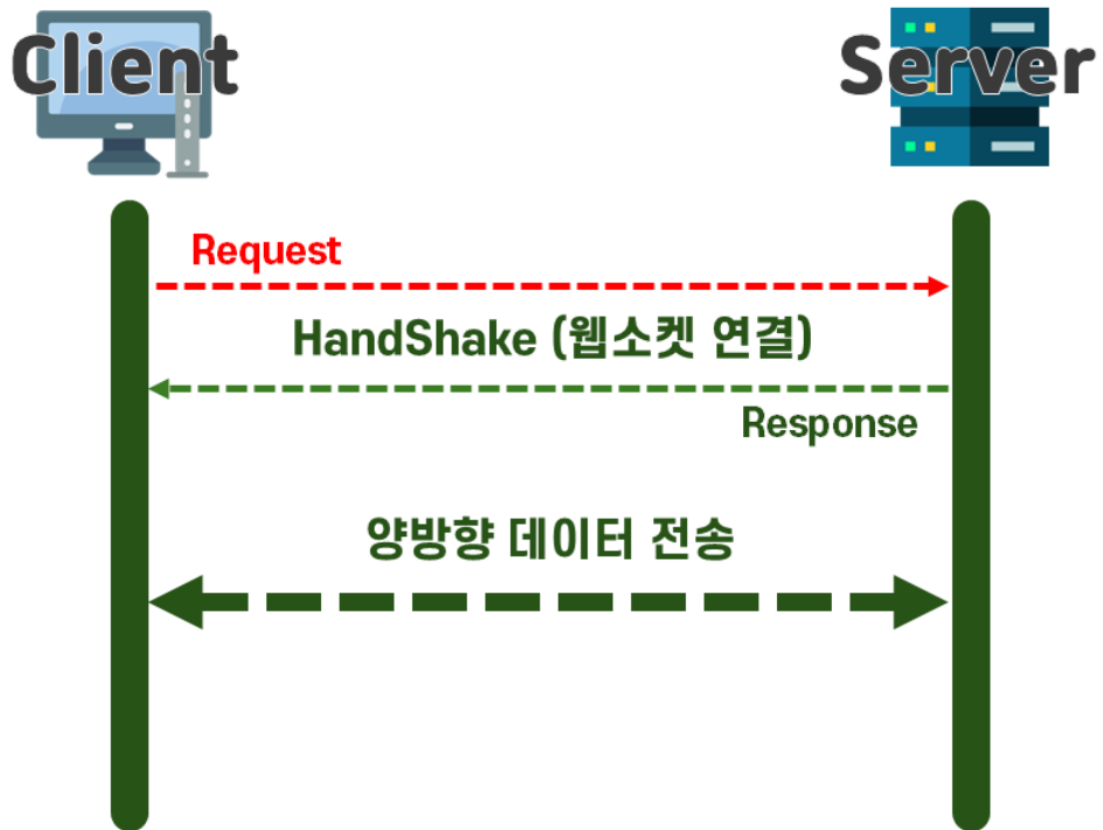 Client
Server
Request
HandShake (웹소켓 연결)
Response
양방향 데이터 전송